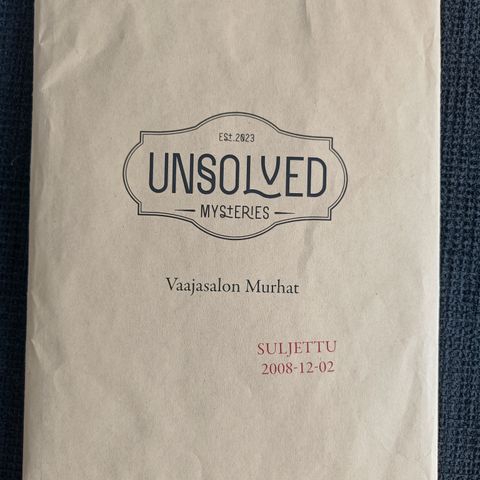 Est.2023
UNSOLVED
MYStERIES
Vaajasalon Murhat
SULJETTU
2008-12-02